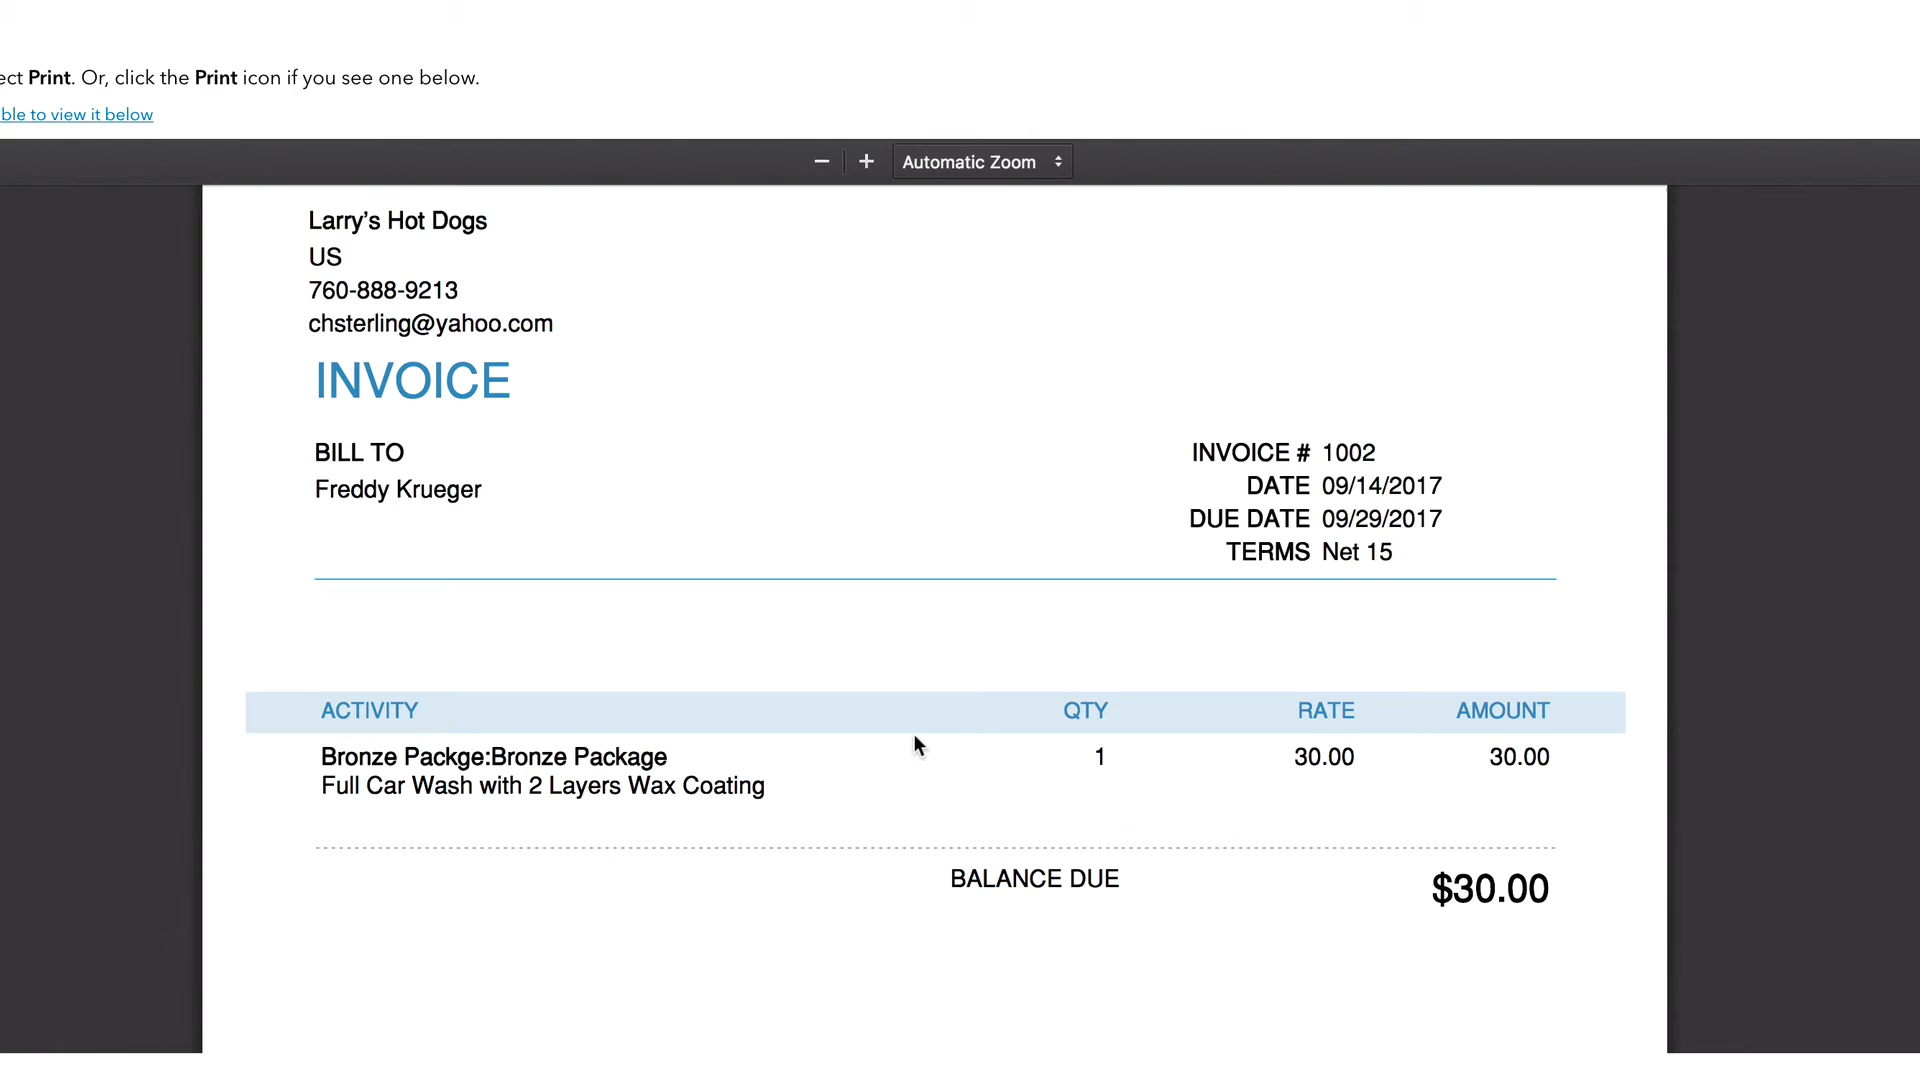 ect Print. Or, click the Print icon if you see one below.
ble to view it below
Automatic Zoom
Larry's Hot Dogs
US
760-888-9213
chsterling@yahoo.com
INVOICE
BILL TO
Freddy Krueger
INVOICE # 1002
DATE 09/14/2017
DUE DATE 09/29/2017
TERMS Net 15
ACTIVITY QTY RATE AMOUNT
Bronze Packge:Bronze Package 1 30.00 30.00
Full Car Wash with 2 Layers Wax Coating
BALANCE DUE $30.00